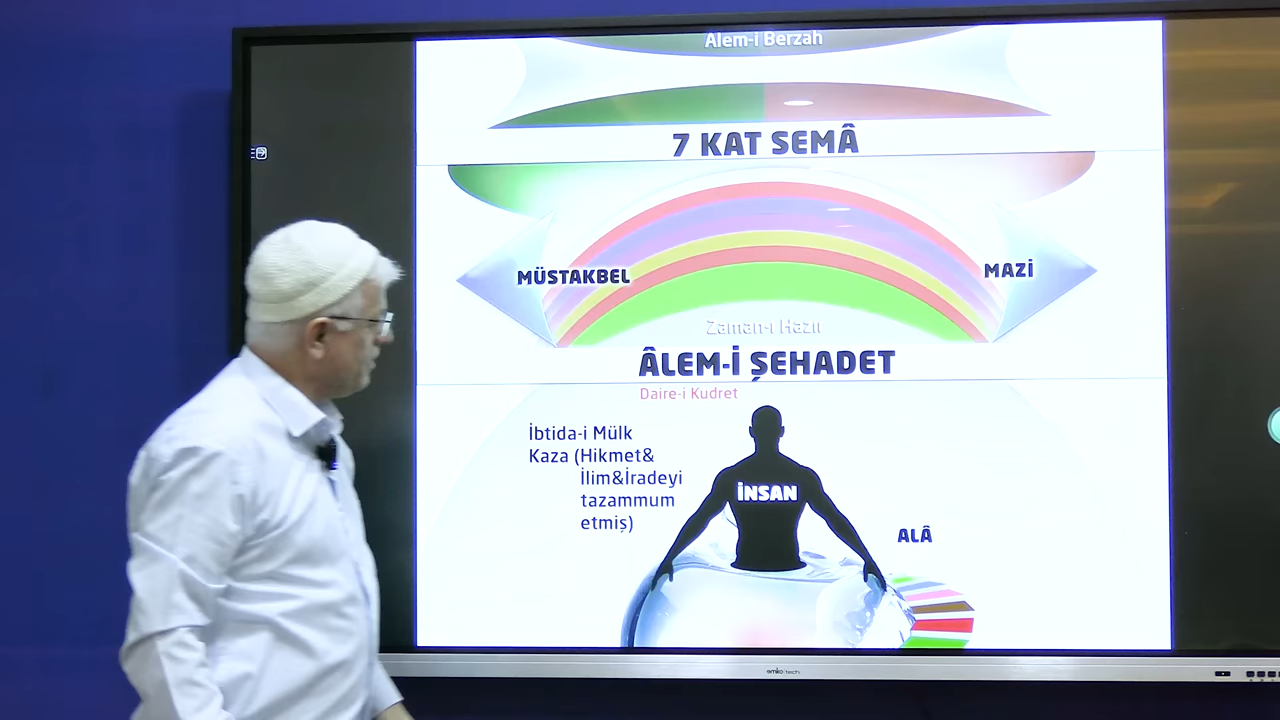 Âlem-i Berzah
7 KAT SEMÂ
MÜSTAKBEL
MAZİ
Zaman-ı Hazır
ÂLEM-İ ŞEHADET
Daire-i Kudret
İbtida-i Mülk
Kaza (Hikmet&
İlim&İradeyi
tazammum
etmiş)
İNSAN
ALÂ